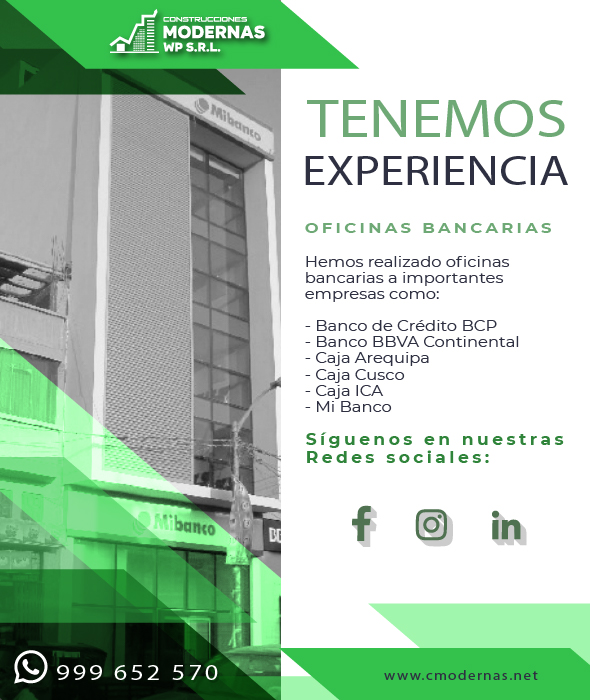 CONSTRUCCIONES
MODERNAS
WP S.R.L.
Mibanco
TENEMOS
EXPERIENCIA
OFICINAS BANCARIAS
Hemos realizado oficinas
bancarias a importantes
empresas como:
- Banco de Crédito BCP
- Banco BBVA Continental
- Caja Arequipa
- Caja Cusco
- Caja ICA
- Mi Banco
Síguenos en nuestras
Redes sociales:
Mibanco
999 652 570
www.cmodernas.net